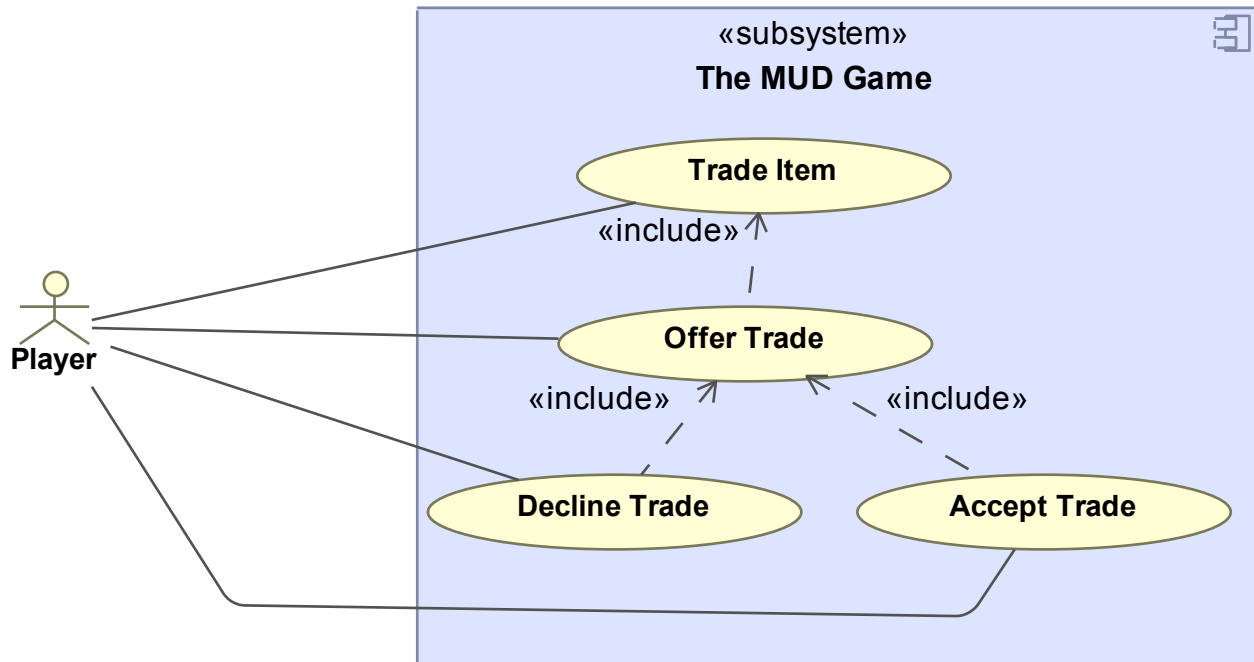 «subsystem»
The MUD Game
Trade Item
«include»
Offer Trade
Player
«include»
«include»
Decline Trade
Accept Trade